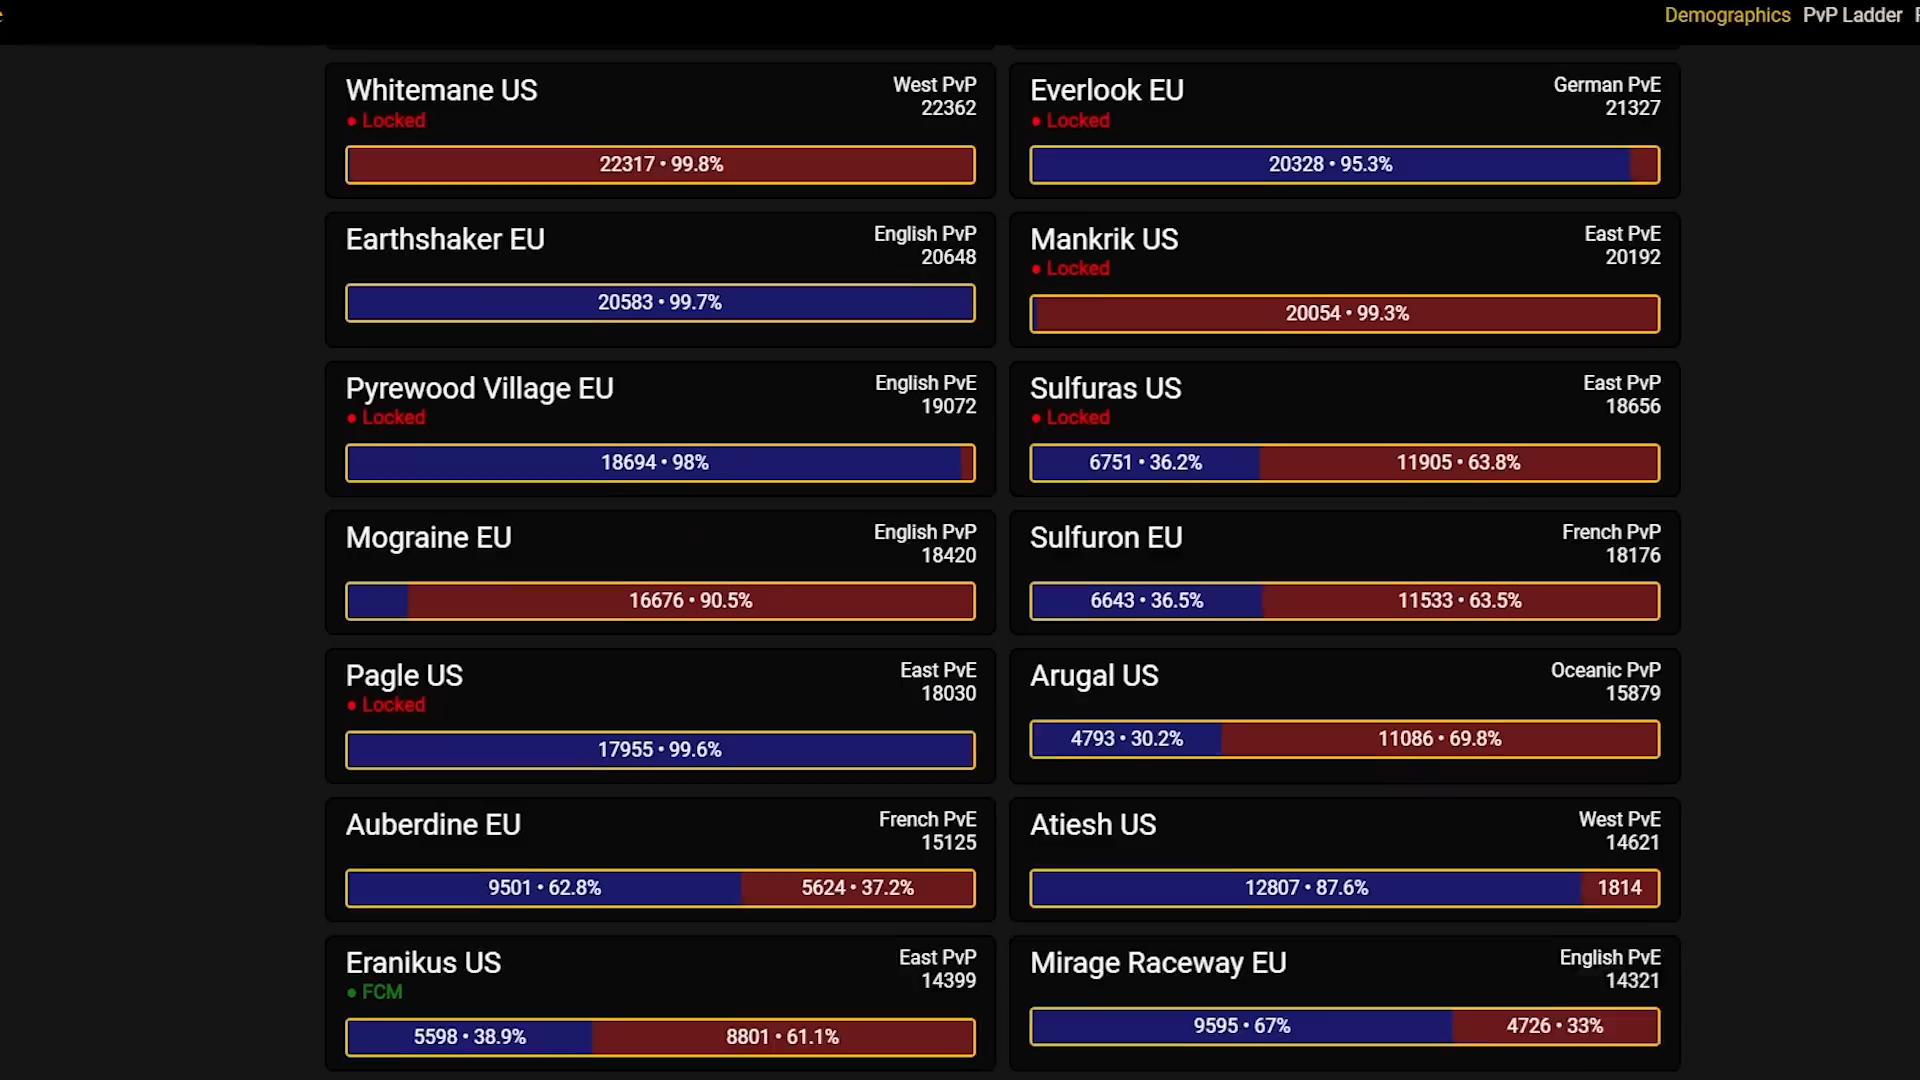 Demographics PvP Ladder
Whitemane US
West PvP
22362
• Locked
22317 • 99.8%
Everlook EU
German PvE
21327
• Locked
20328 • 95.3%
Earthshaker EU
English PvP
20648
20583 • 99.7%
Mankrik US
East PvE
20192
• Locked
20054 • 99.3%
Pyrewood Village EU
English PvE
19072
• Locked
18694 • 98%
Sulfuras US
East PvP
18656
• Locked
6751 • 36.2% 11905 • 63.8%
Mograine EU
English PvP
18420
16676 • 90.5%
Sulfuron EU
French PvP
18176
6643 • 36.5% 11533 • 63.5%
Pagle US
East PvE
18030
• Locked
17955 • 99.6%
Arugal US
Oceanic PvP
15879
4793 • 30.2% 11086 • 69.8%
Auberdine EU
French PvE
15125
9501 • 62.8% 5624 • 37.2%
Atiesh US
West PvE
14621
12807 • 87.6% 1814
Eranikus US
East PvP
14399
• FCM
5598 • 38.9% 8801 • 61.1%
Mirage Raceway EU
English PvE
14321
9595 • 67% 4726 • 33%